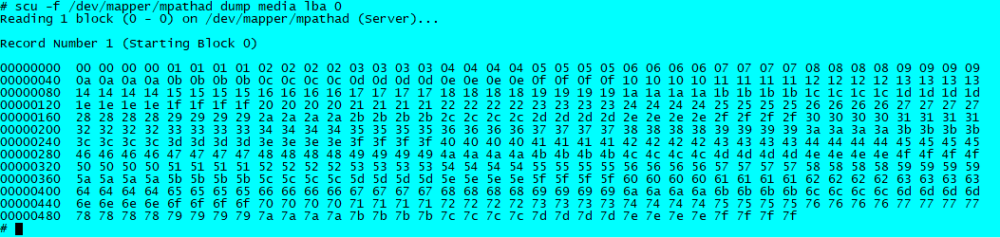 # scu -f /dev/mapper/mpathad dump media lba 0
Reading 1 block (0 - 0) on /dev/mapper/mpathad (Server)...
Record Number 1 (Starting Block 0)
00000000 00 00 00 00 01 01 01 01 02 02 02 02 03 03 03 03 04 04 04 04 05 05 05 05 06 06 06 06 07 07 07 07 08 08 08 08 09 09 09 09
00000040 0a 0a 0a 0a 0b 0b 0b 0b 0c 0c 0c 0c 0d 0d 0d 0d 0e 0e 0e 0e 0f 0f 0f 0f 10 10 10 10 11 11 11 11 12 12 12 12 13 13 13 13
00000080 14 14 14 14 15 15 15 15 16 16 16 16 17 17 17 17 18 18 18 18 19 19 19 19 1a 1a 1a 1a 1b 1b 1b 1b 1c 1c 1c 1c 1d 1d 1d 1d
00000120 1e 1e 1e 1e 1f 1f 1f 1f 20 20 20 20 21 21 21 21 22 22 22 22 23 23 23 23 24 24 24 24 25 25 25 25 26 26 26 26 27 27 27 27
00000160 28 28 28 28 29 29 29 29 2a 2a 2a 2a 2b 2b 2b 2b 2c 2c 2c 2c 2d 2d 2d 2d 2e 2e 2e 2e 2f 2f 2f 2f 30 30 30 30 31 31 31 31
00000200 32 32 32 32 33 33 33 33 34 34 34 34 35 35 35 35 36 36 36 36 37 37 37 37 38 38 38 38 39 39 39 39 3a 3a 3a 3a 3b 3b 3b 3b
00000240 3c 3c 3c 3c 3d 3d 3d 3d 3e 3e 3e 3e 3f 3f 3f 3f 40 40 40 40 41 41 41 41 42 42 42 42 43 43 43 43 44 44 44 44 45 45 45 45
00000280 46 46 46 46 47 47 47 47 48 48 48 48 49 49 49 49 4a 4a 4a 4a 4b 4b 4b 4b 4c 4c 4c 4c 4d 4d 4d 4d 4e 4e 4e 4e 4f 4f 4f 4f
00000320 50 50 50 50 51 51 51 51 52 52 52 52 53 53 53 53 54 54 54 54 55 55 55 55 56 56 56 56 57 57 57 57 58 58 58 58 59 59 59 59
00000360 5a 5a 5a 5a 5b 5b 5b 5b 5c 5c 5c 5c 5d 5d 5d 5d 5e 5e 5e 5e 5f 5f 5f 5f 60 60 60 60 61 61 61 61 62 62 62 62 63 63 63 63
00000400 64 64 64 64 65 65 65 65 66 66 66 66 67 67 67 67 68 68 68 68 69 69 69 69 6a 6a 6a 6a 6b 6b 6b 6b 6c 6c 6c 6c 6d 6d 6d 6d
00000440 6e 6e 6e 6e 6f 6f 6f 6f 70 70 70 70 71 71 71 71 72 72 72 72 73 73 73 73 74 74 74 74 75 75 75 75 76 76 76 76 77 77 77 77
00000480 78 78 78 78 79 79 79 79 7a 7a 7a 7a 7b 7b 7b 7b 7c 7c 7c 7c 7d 7d 7d 7d 7e 7e 7e 7e 7f 7f 7f 7f
#